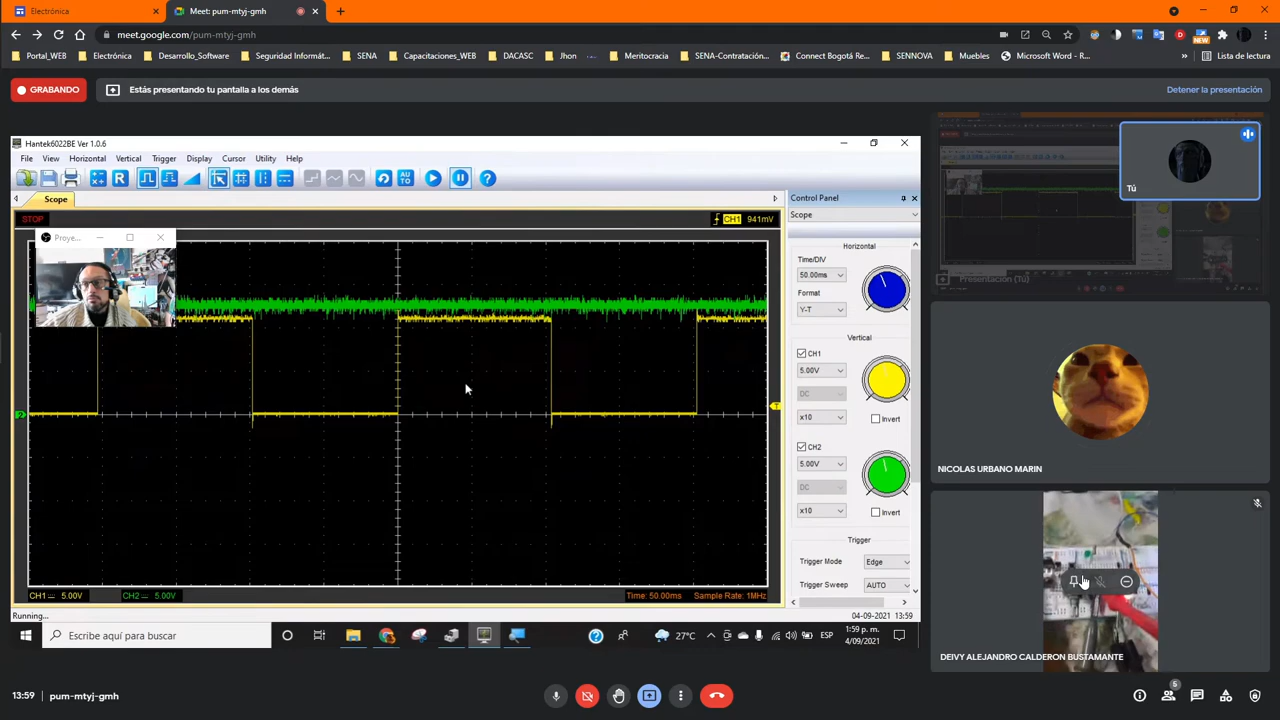 Electrónica
Meet: pum-mtyj-gmh
meet.google.com/pum-mtyj-gmh
Portal_WEB
Electrónica
Desarrollo_Software
Seguridad Informát...
SENA
Capacitaciones_WEB
DACASC
Jhon
Meritocracia
SENA-Contratación...
Connect Bogotá Re...
SENNOVA
Muebles
Microsoft Word - R...
»
Lista de lectura
NEW
GRABANDO
Estás presentando tu pantalla a los demás
Detener la presentación
Hantek6022BE Ver 1.0.6
File View Horizontal Vertical Trigger Display Cursor Utility Help
R
AUTO
?
Scope
STOP
CH1 941mV
Proye...
2
T
CH1 5.00V
CH2 5.00V
Time: 50.00ms
Sample Rate: 1MHz
Running...
04-09-2021 13:59
Control Panel
Scope
Horizontal
Time/DIV
50.00ms
Format
Y-T
Vertical
CH1
5.00V
DC
x10
Invert
CH2
5.00V
DC
x10
Invert
Trigger
Trigger Mode Edge
Trigger Sweep AUTO
Escribe aquí para buscar
27°C
ESP
1:59 p. m.
4/09/2021
Tú
Presentación (Tú)
NICOLAS URBANO MARIN
DEIVY ALEJANDRO CALDERON BUSTAMANTE
13:59
pum-mtyj-gmh
5